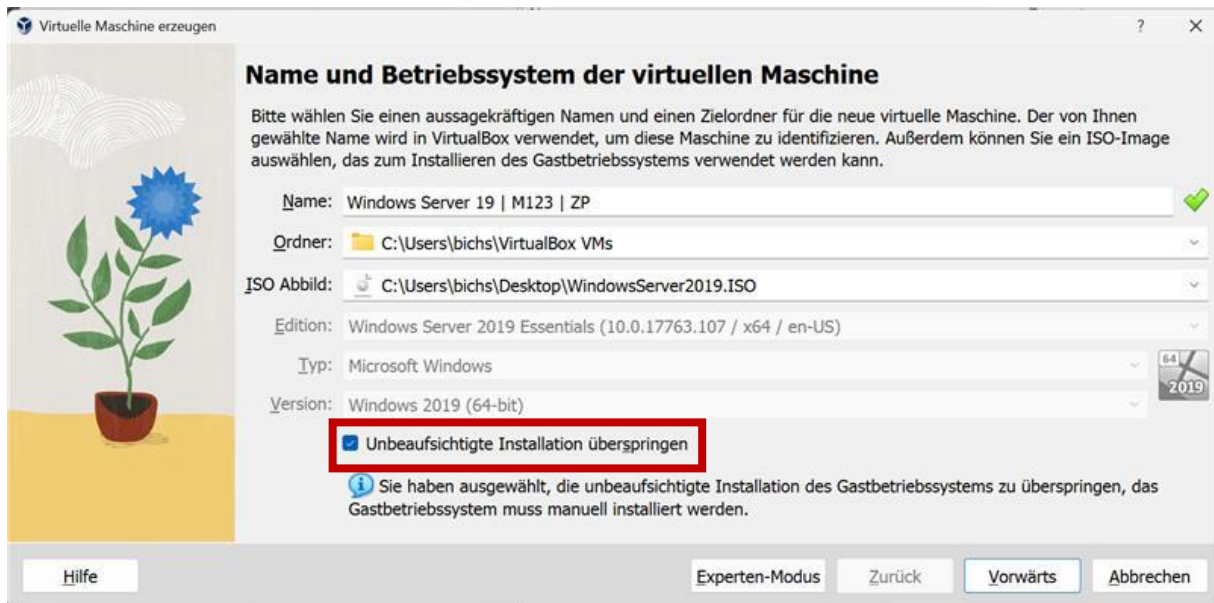 Virtuelle Maschine erzeugen
?
Name und Betriebssystem der virtuellen Maschine
Bitte wählen Sie einen aussagekräftigen Namen und einen Zielordner für die neue virtuelle Maschine. Der von Ihnen
gewählte Name wird in VirtualBox verwendet, um diese Maschine zu identifizieren. Außerdem können Sie ein ISO-Image
auswählen, das zum Installieren des Gastbetriebssystems verwendet werden kann.
Name: Windows Server 19 | M123 | ZP
Ordner: C:\Users\bichs\VirtualBox VMs
ISO Abbild: C:\Users\bichs\Desktop\WindowsServer2019.ISO
Edition: Windows Server 2019 Essentials (10.0.17763.107 / x64 / en-US)
Typ: Microsoft Windows
64
2019
Version: Windows 2019 (64-bit)
Unbeaufsichtigte Installation überspringen
Sie haben ausgewählt, die unbeaufsichtigte Installation des Gastbetriebssystems zu überspringen, das
Gastbetriebssystem muss manuell installiert werden.
Hilfe Experten-Modus Zurück Vorwärts Abbrechen